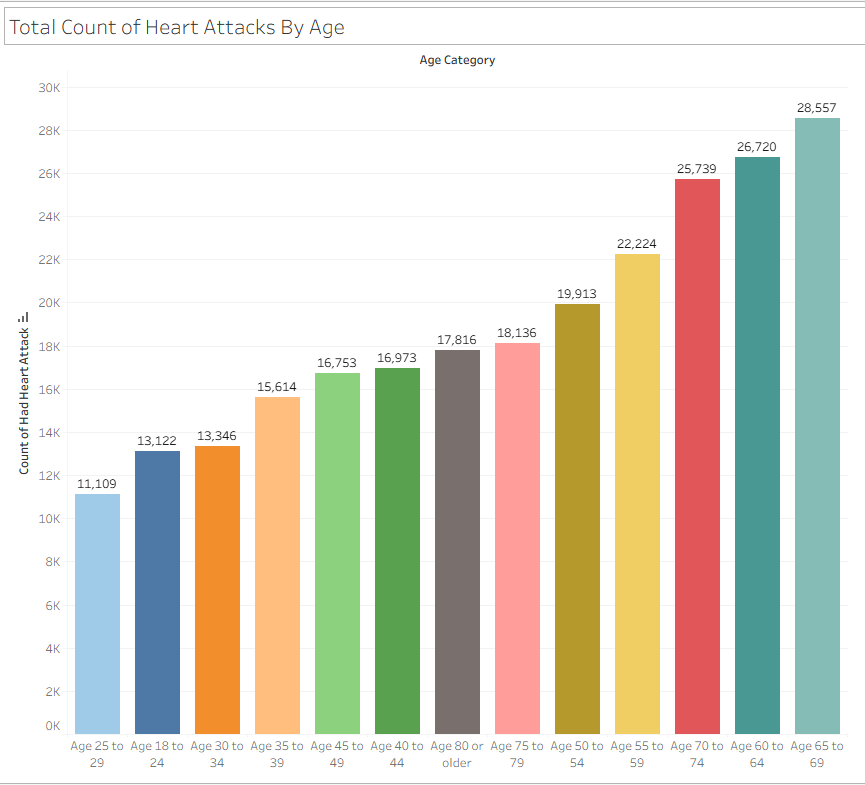 Total Count of Heart Attacks By Age
Age Category
Count of Had Heart Attack
30K
28K
26K
24K
22K
20K
18K
16K
14K
12K
10K
8K
6K
4K
2K
0K
11,109
13,122
13,346
15,614
16,753
16,973
17,816
18,136
19,913
22,224
25,739
26,720
28,557
Age 25 to
29
Age 18 to
24
Age 30 to
34
Age 35 to
39
Age 45 to
49
Age 40 to
44
Age 80 or
older
Age 75 to
79
Age 50 to
54
Age 55 to
59
Age 70 to
74
Age 60 to
64
Age 65 to
69